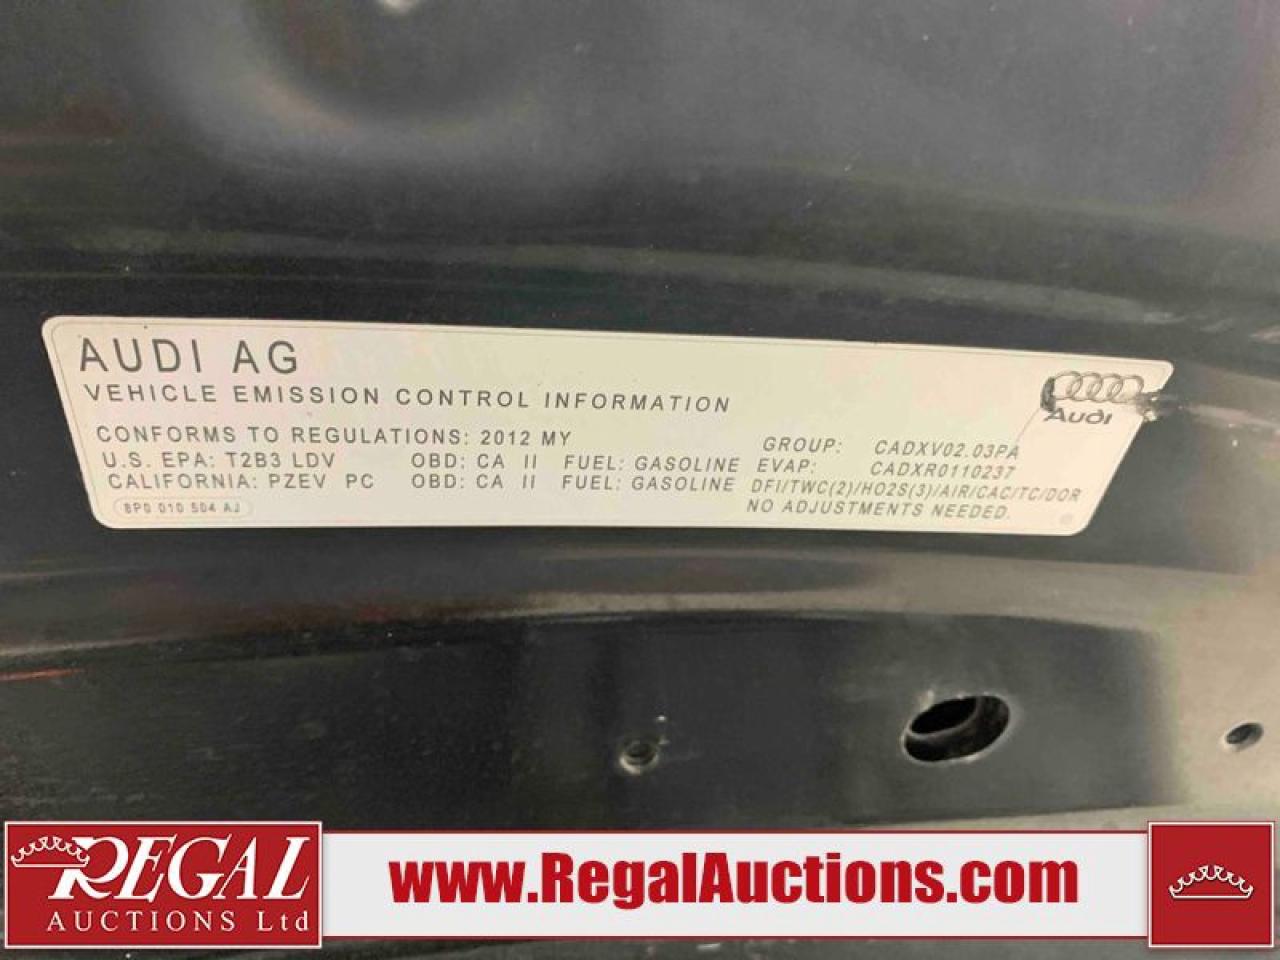 AUDI AG
VEHICLE EMISSION CONTROL INFORMATION
Audi
CONFORMS TO REGULATIONS: 2012 MY
GROUP: CADXV02.03PA
U.S. EPA: T2B3 LDV OBD: CA II FUEL: GASOLINE EVAP: CADXR0110237
CALIFORNIA: PZEV PC OBD: CA II FUEL: GASOLINE DFI/TWC(2)/HO2S(3)/AIR/CAC/TC/DOR
8P0 010 504 AJ
NO ADJUSTMENTS NEEDED.
REGAL
AUCTIONS Ltd
www.RegalAuctions.com